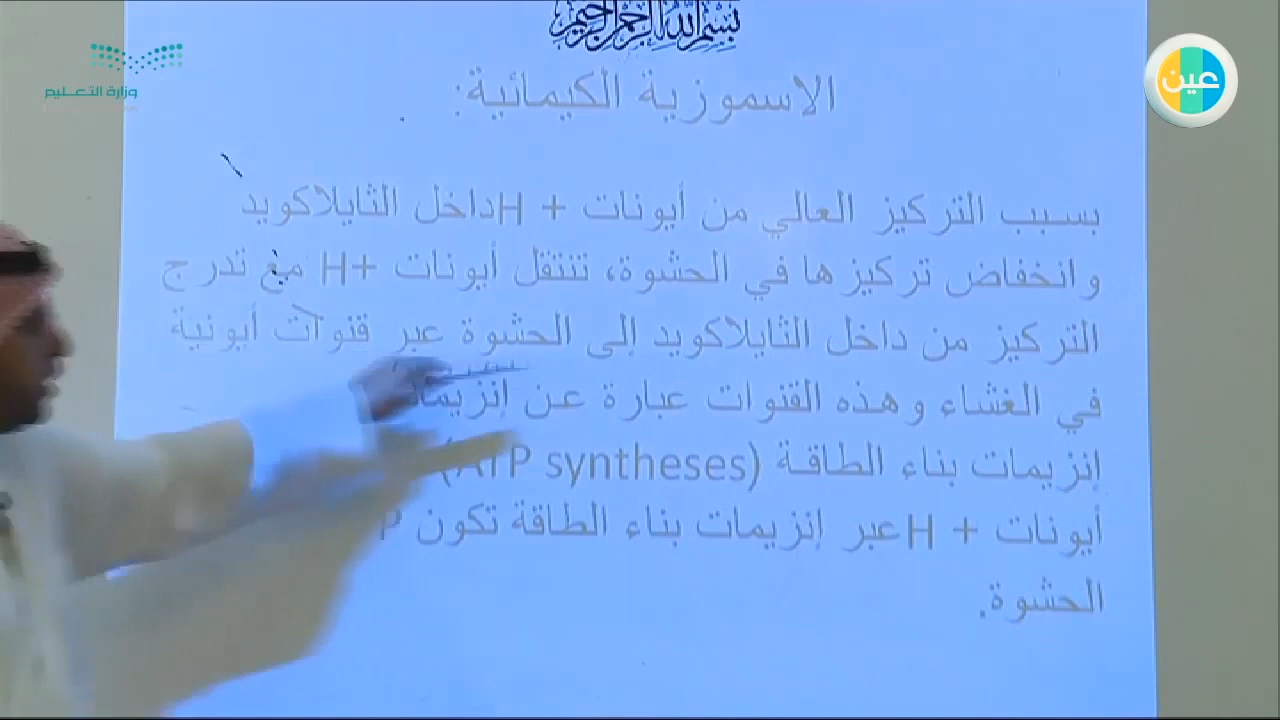 بسم الله الرحمن الرحيم
وزارة التعليم
عين
الاسموزية الكيمائية:
بسبب التركيز العالي من أيونات + Hداخل الثايلاكويد
وانخفاض تركيزها في الحشوة، تنتقل أيونات +H مع تدرج
التركيز من داخل الثايلاكويد إلى الحشوة عبر قنوات أيونية
في الغشاء وهذه القنوات عبارة عن إنزيمات
إنزيمات بناء الطاقة (ATP syntheses)
أيونات + Hعبر إنزيمات بناء الطاقة تكون
الحشوة.